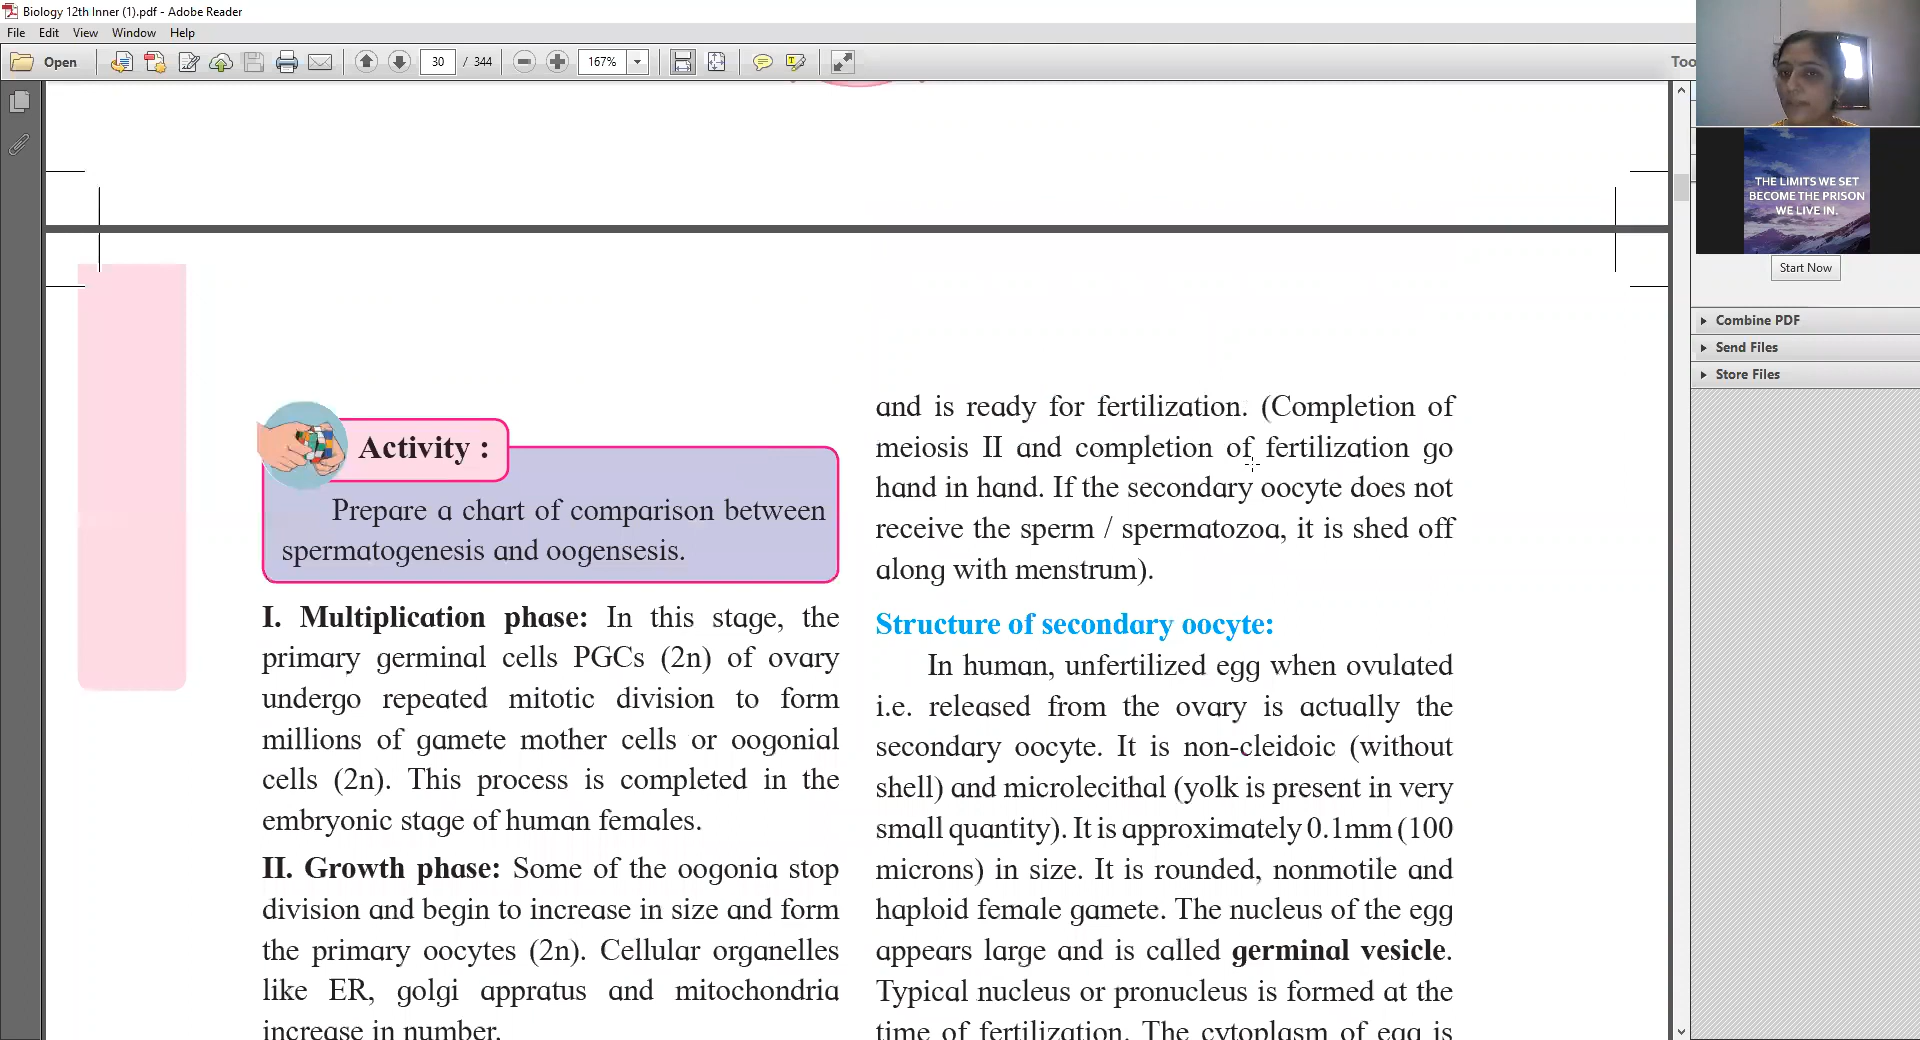 Biology 12th Inner (1).pdf - Adobe Reader
File Edit View Window Help
Open 30 / 344 167%
Too
THE LIMITS WE SET
BECOME THE PRISON
WE LIVE IN.
Start Now
Combine PDF
Send Files
Store Files
Activity :
Prepare a chart of comparison between
spermatogenesis and oogensesis.
I. Multiplication phase: In this stage, the
primary germinal cells PGCs (2n) of ovary
undergo repeated mitotic division to form
millions of gamete mother cells or oogonial
cells (2n). This process is completed in the
embryonic stage of human females.
II. Growth phase: Some of the oogonia stop
division and begin to increase in size and form
the primary oocytes (2n). Cellular organelles
like ER, golgi appratus and mitochondria
increase in number.
and is ready for fertilization. (Completion of
meiosis II and completion of fertilization go
hand in hand. If the secondary oocyte does not
receive the sperm / spermatozoa, it is shed off
along with menstrum).
Structure of secondary oocyte:
In human, unfertilized egg when ovulated
i.e. released from the ovary is actually the
secondary oocyte. It is non-cleidoic (without
shell) and microlecithal (yolk is present in very
small quantity). It is approximately 0.1mm (100
microns) in size. It is rounded, nonmotile and
haploid female gamete. The nucleus of the egg
appears large and is called germinal vesicle.
Typical nucleus or pronucleus is formed at the
time of fertilization. The cytoplasm of egg is